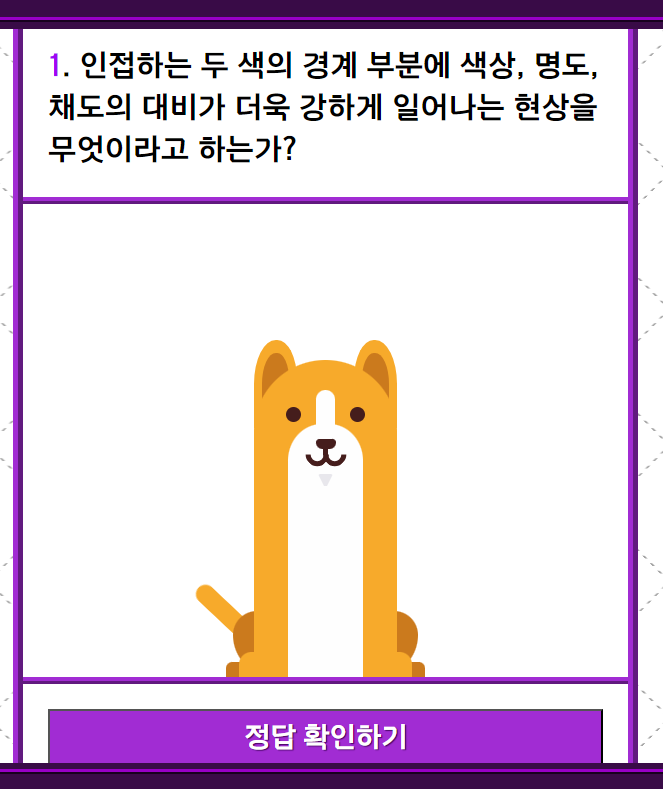 1. 인접하는 두 색의 경계 부분에 색상, 명도,
채도의 대비가 더욱 강하게 일어나는 현상을
무엇이라고 하는가?
정답 확인하기